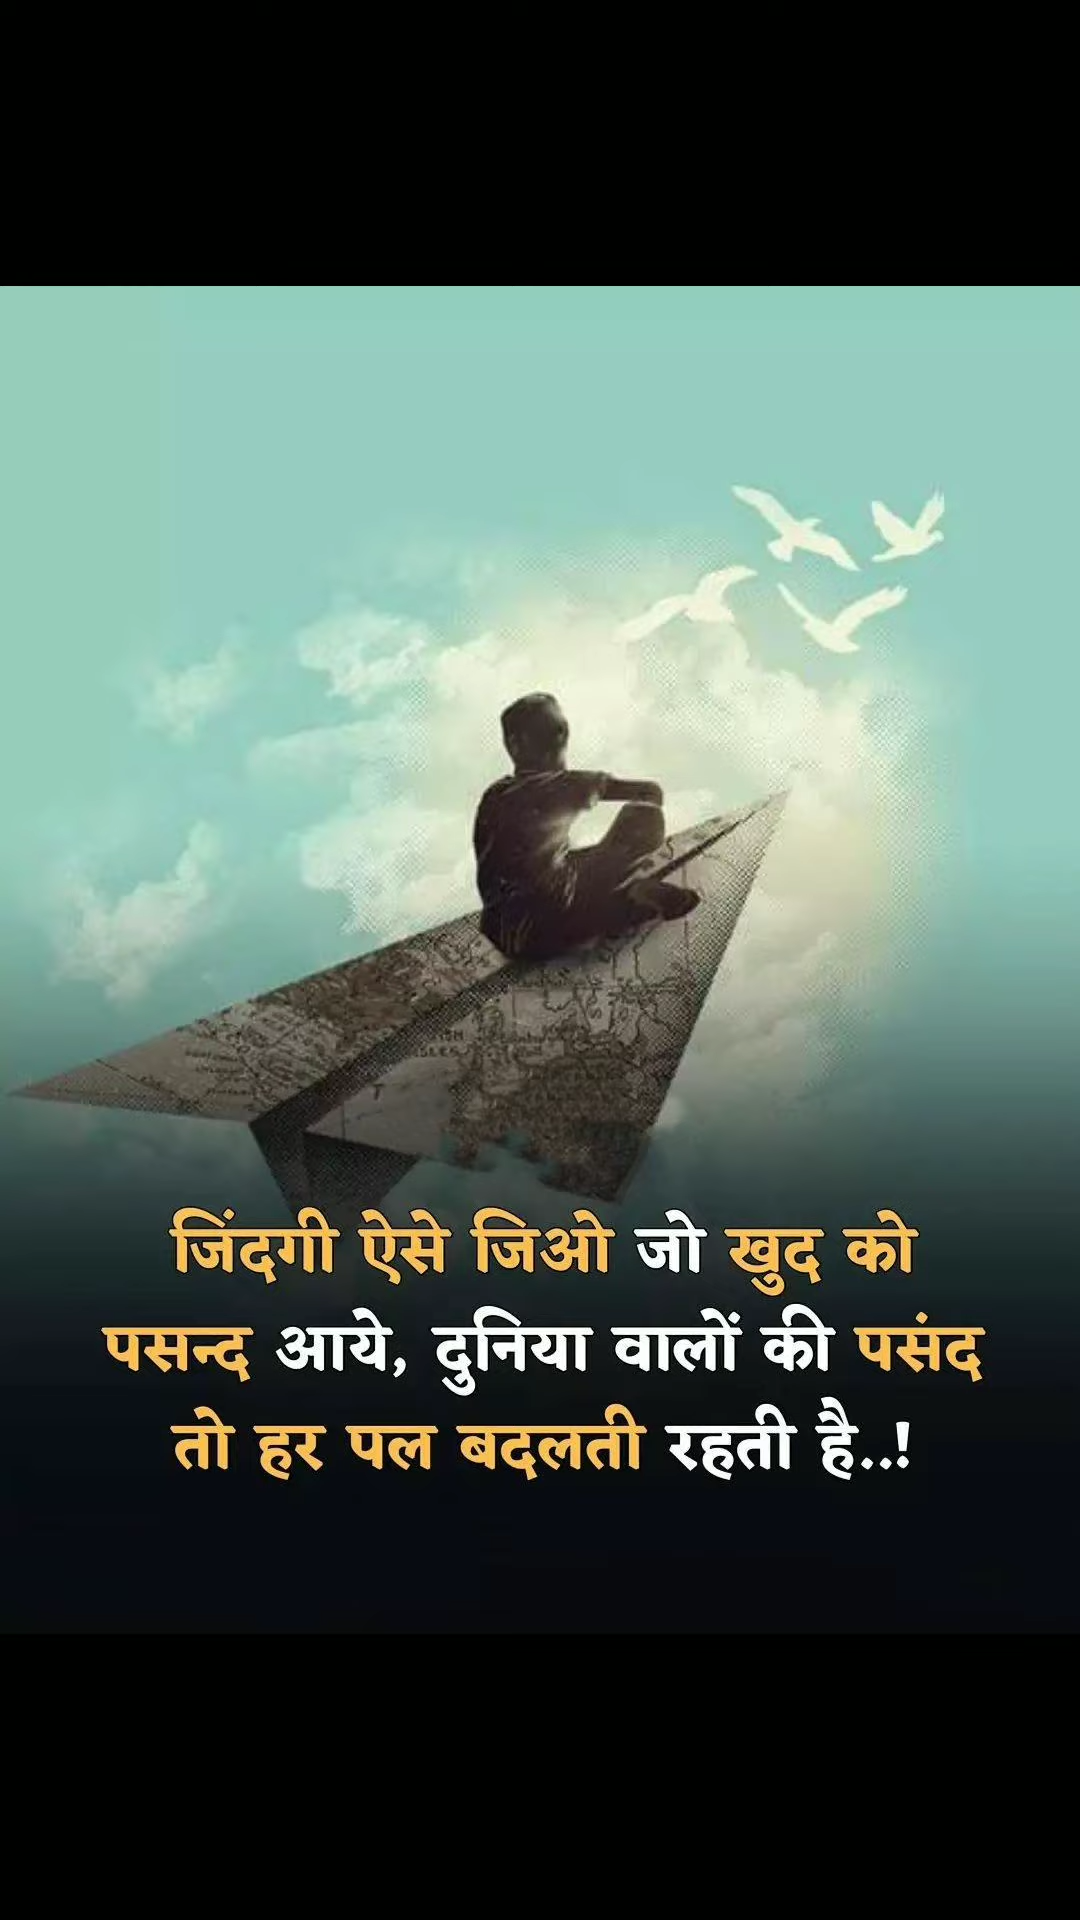 जिंदगी ऐसे जिओ जो खुद को
पसन्द आये, दुनिया वालों की पसंद
तो हर पल बदलती रहती है..!